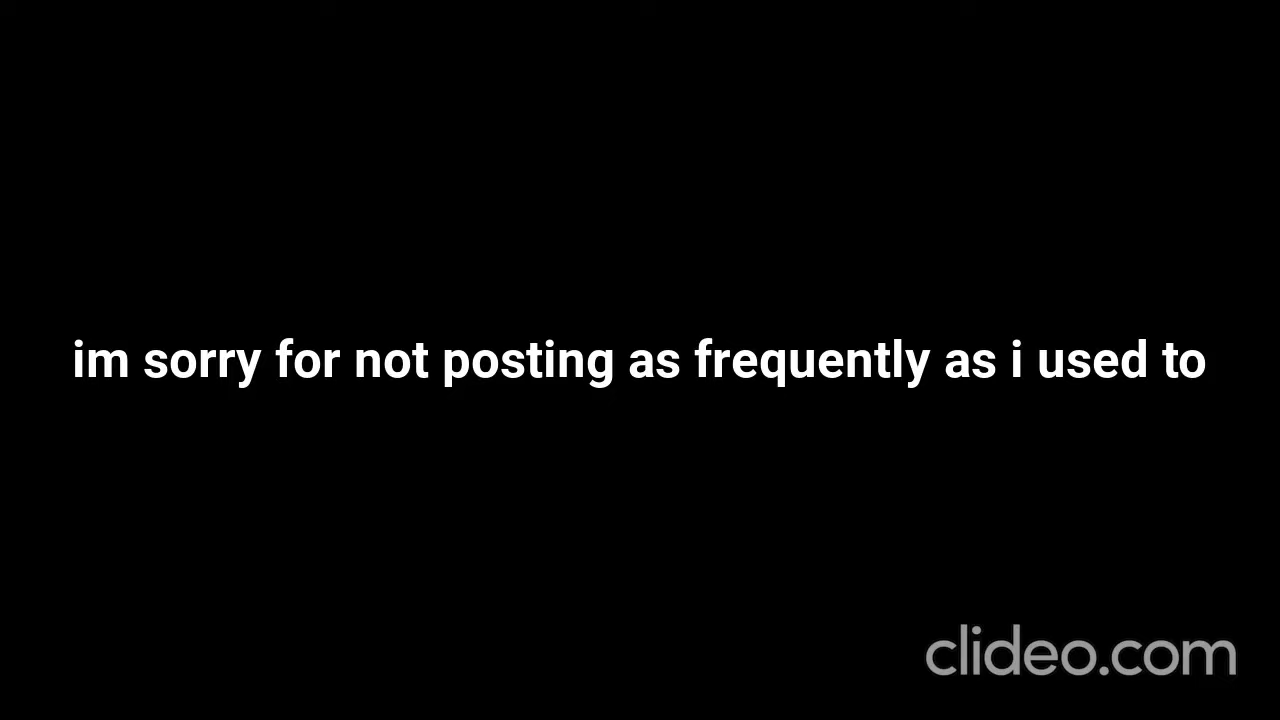 im sorry for not posting as frequently as i used to
clideo.com